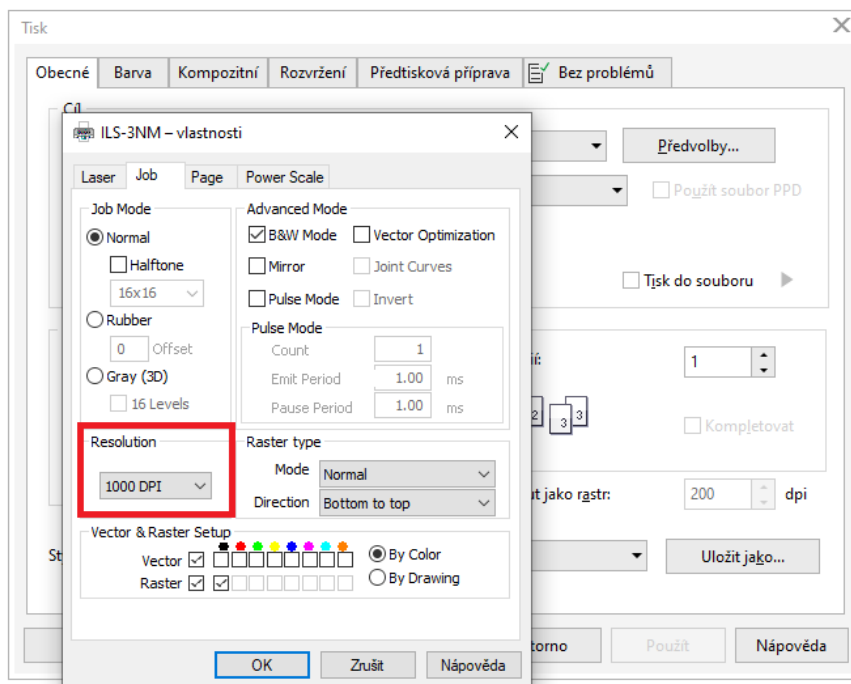 Tisk
Obecné Barva Kompozitní Rozvržení Předtisková příprava Bez problémů
Cíl
ILS-3NM – vlastnosti
Předvolby...
Laser Job Page Power Scale
Použít soubor PPD
Job Mode
Advanced Mode
Normal
B&W Mode Vector Optimization
Halftone
Mirror Joint Curves
Tisk do souboru
16x16
Pulse Mode Invert
Rubber
Pulse Mode
0 Offset
Count 1
1
Gray (3D)
Emit Period 1.00 ms
16 Levels
Pause Period 1.00 ms
2 3 3
Kompletovat
Resolution
Raster type
1000 DPI
Mode Normal
jako rastr: 200 dpi
Direction Bottom to top
Vector & Raster Setup
St
Vector By Color
Uložit jako...
Raster By Drawing
OK Zrušit Nápověda
Použít Nápověda